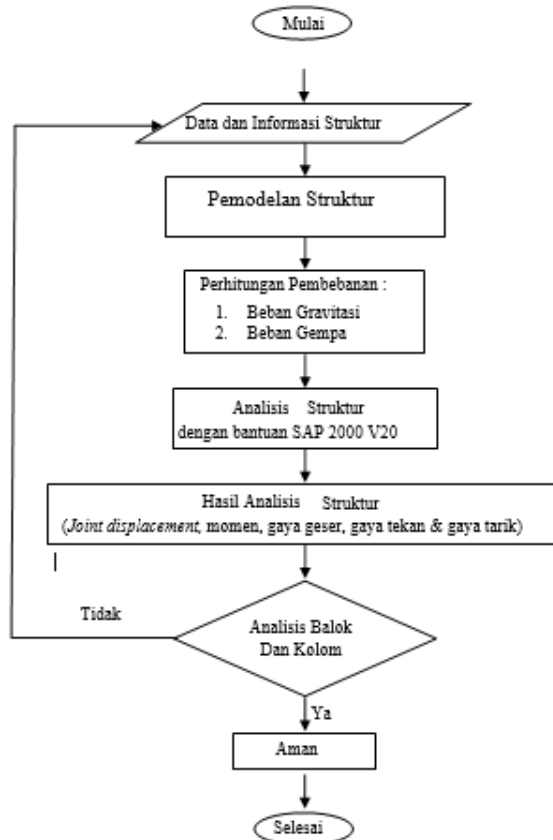 Mulai
Data dan Informasi Struktur
Pemodelan Struktur
Perhitungan Pembebanan :
1. Beban Gravitasi
2. Beban Gempa
Analisis Struktur
dengan bantuan SAP 2000 V20
Hasil Analisis Struktur
(Joint displacement, momen, gaya geser, gaya tekan & gaya tarik)
Tidak
Analisis Balok
Dan Kolom
Ya
Aman
Selesai